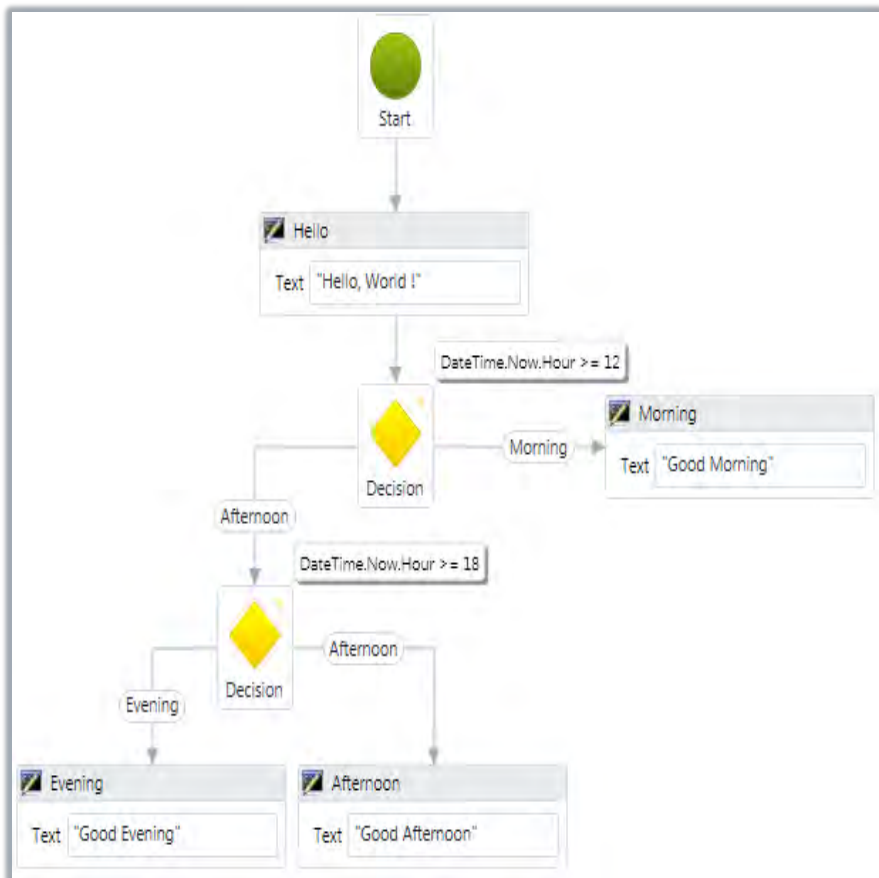 Start
Hello
Text "Hello, World !"
DateTime.Now.Hour >= 12
Decision
Morning
Morning
Text "Good Morning"
Afternoon
DateTime.Now.Hour >= 18
Decision
Afternoon
Evening
Evening
Text "Good Evening"
Afternoon
Text "Good Afternoon"